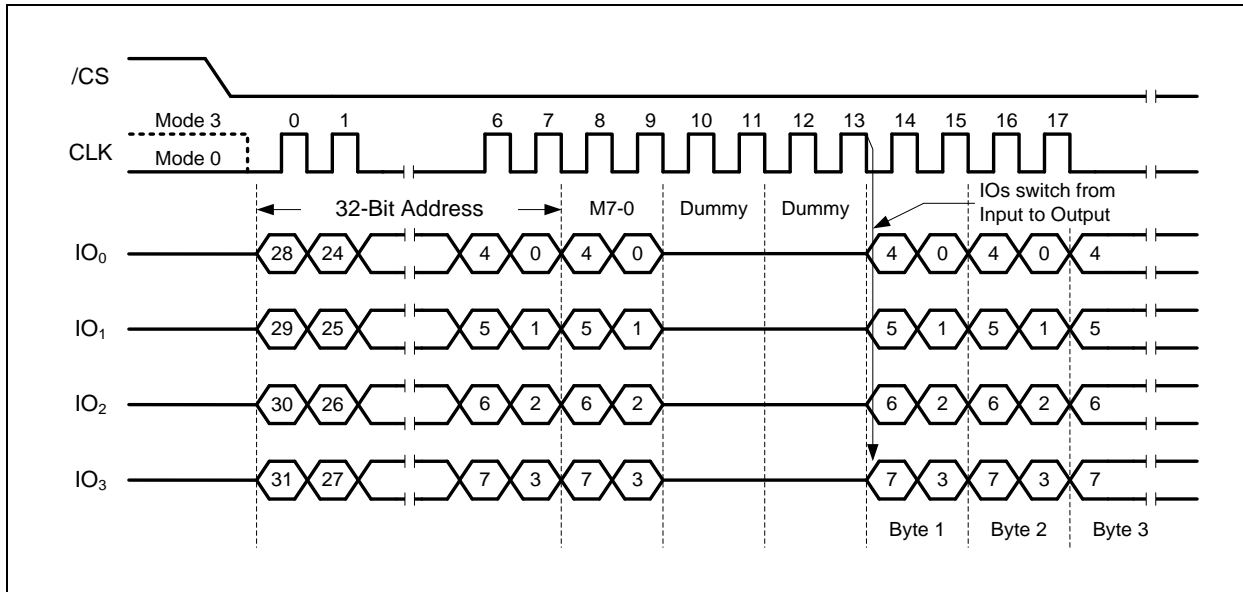 /CS
Mode 3 0 1 6 7 8 9 10 11 12 13 14 15 16 17
CLK
Mode 0
32-Bit Address M7-0 Dummy Dummy IOs switch from
Input to Output
IO₀ 28 24 4 0 4 0 4 0 4 0 4
IO₁ 29 25 5 1 5 1 5 1 5 1 5
IO₂ 30 26 6 2 6 2 6 2 6 2 6
IO₃ 31 27 7 3 7 3 7 3 7 3 7
Byte 1 Byte 2 Byte 3